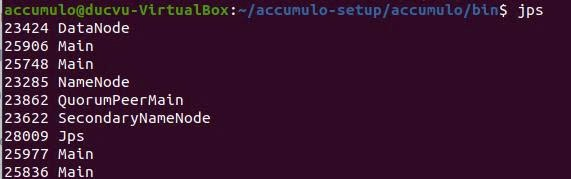 accumulo@ducvu-VirtualBox:~/accumulo-setup/accumulo/bin$ jps
23424 DataNode
25906 Main
25748 Main
23285 NameNode
23862 QuorumPeerMain
23622 SecondaryNameNode
28009 Jps
25977 Main
25836 Main